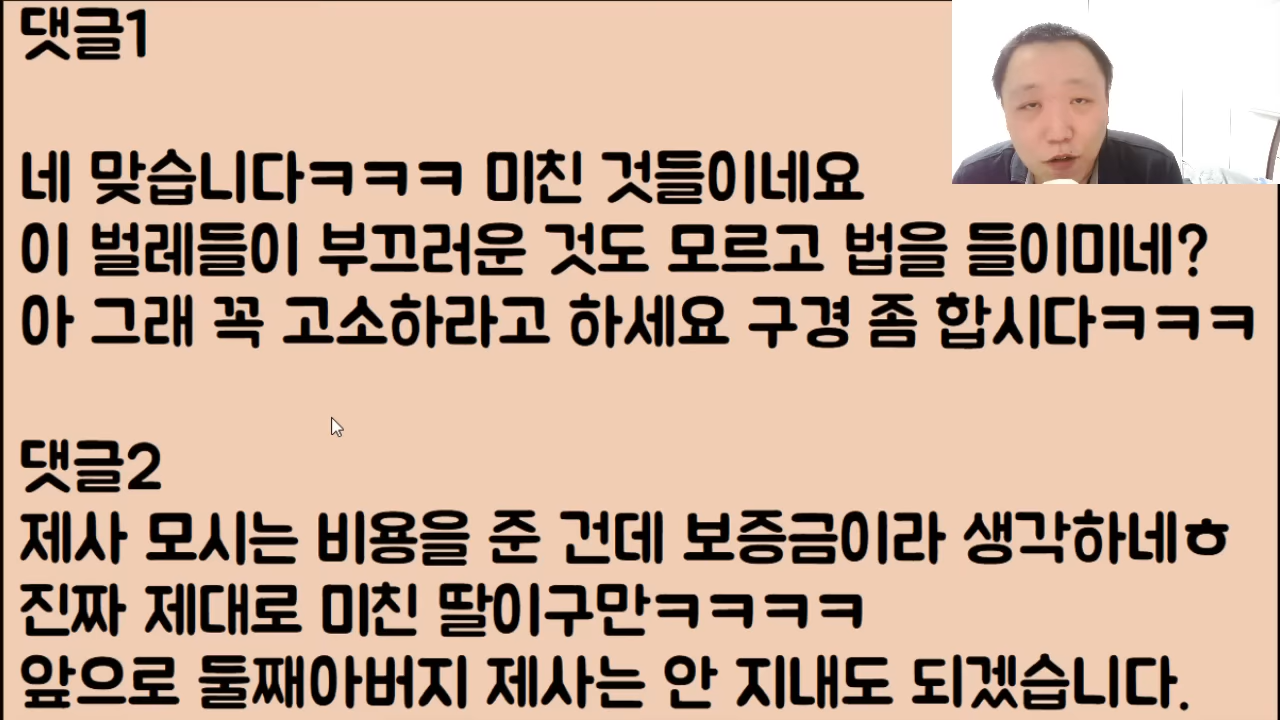 댓글1
네 맞습니다ㅋㅋㅋ 미친 것들이네요
이 벌레들이 부끄러운 것도 모르고 법을 들이미네?
아 그래 꼭 고소하라고 하세요 구경 좀 합시다ㅋㅋㅋ
댓글2
제사 모시는 비용을 준 건데 보증금이라 생각하네ㅎ
진짜 제대로 미친 딸이구만ㅋㅋㅋㅋ
앞으로 둘째아버지 제사는 안 지내도 되겠습니다.